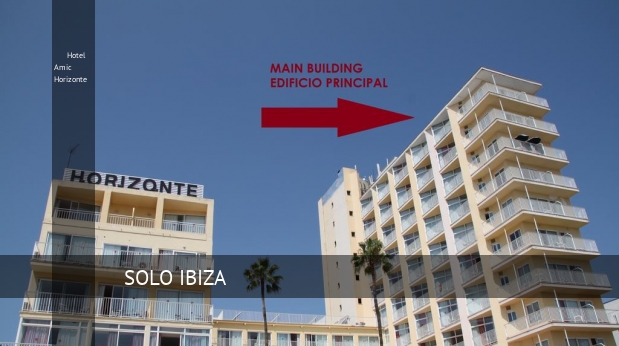 Hotel
Amic
Horizonte
MAIN BUILDING
EDIFICIO PRINCIPAL
HORIZONTE
SOLO IBIZA